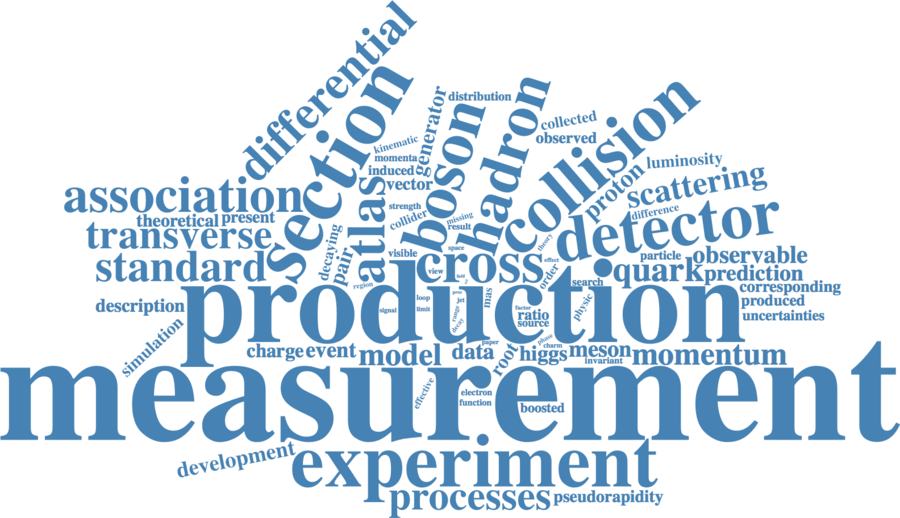 differential
section
generator
distribution
boson
hadron
collision
collected
observed
kinematic
momenta
induced
vector
atlas
association
theoretical
present
transverse
standard
decaying
pair
strength
collider
missing
result
proton
luminosity
scattering
difference
detector
visible
cross
space
view
theory
effect
order
particle
observable
quark
prediction
search
region
production
corresponding
produced
uncertainties
description
simulation
signal
loop
limit
jet
range
decay
mas
factor
ratio
source
physic
charge
event
model
data
paper
root
higgs
charm
meson
invariant
momentum
measurement
effective
electron
function
boosted
development
experiment
processes
pseudorapidity